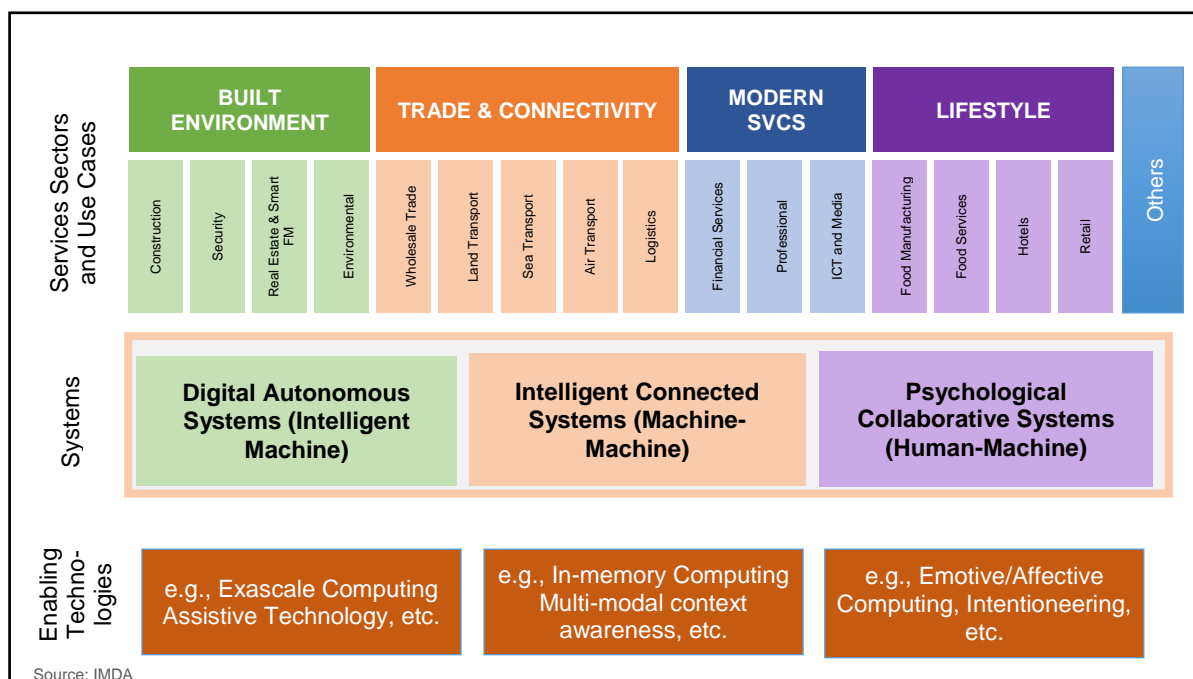 Services Sectors
and Use Cases
BUILT
ENVIRONMENT
TRADE & CONNECTIVITY
MODERN
SVCS
LIFESTYLE
Others
Construction
Security
Real Estate & Smart
FM
Environmental
Wholesale Trade
Land Transport
Sea Transport
Air Transport
Logistics
Financial Services
Professional
ICT and Media
Food Manufacturing
Food Services
Hotels
Retail
Systems
Digital Autonomous
Systems (Intelligent
Machine)
Intelligent Connected
Systems (Machine-
Machine)
Psychological
Collaborative Systems
(Human-Machine)
Enabling
Techno-
logies
e.g., Exascale Computing
Assistive Technology, etc.
e.g., In-memory Computing
Multi-modal context
awareness, etc.
e.g., Emotive/Affective
Computing, Intentioneering,
etc.
Source: IMDA